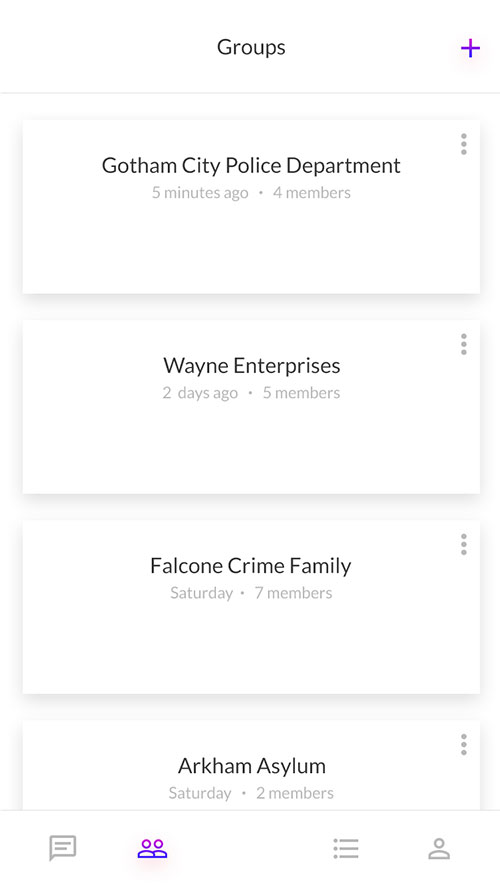 Groups
Gotham City Police Department
5 minutes ago • 4 members
Wayne Enterprises
2 days ago • 5 members
Falcone Crime Family
Saturday • 7 members
Arkham Asylum
Saturday • 2 members